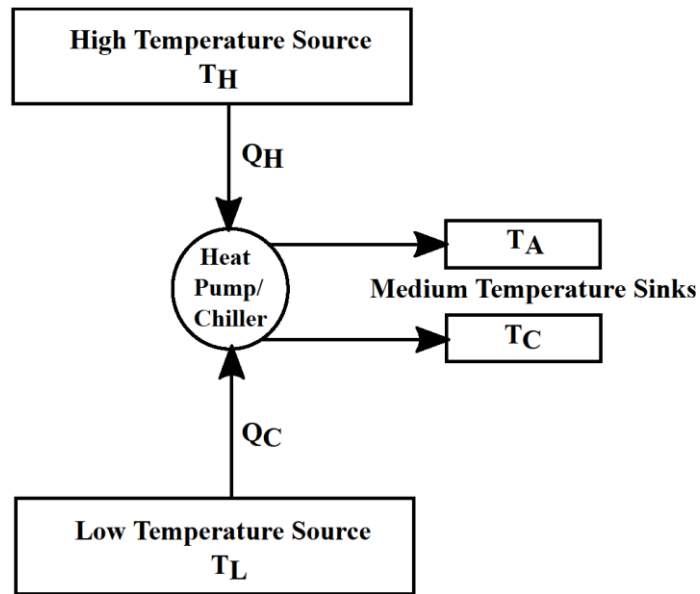 High Temperature Source
TH
QH
Heat
Pump/
Chiller
TA
Medium Temperature Sinks
TC
QC
Low Temperature Source
TL